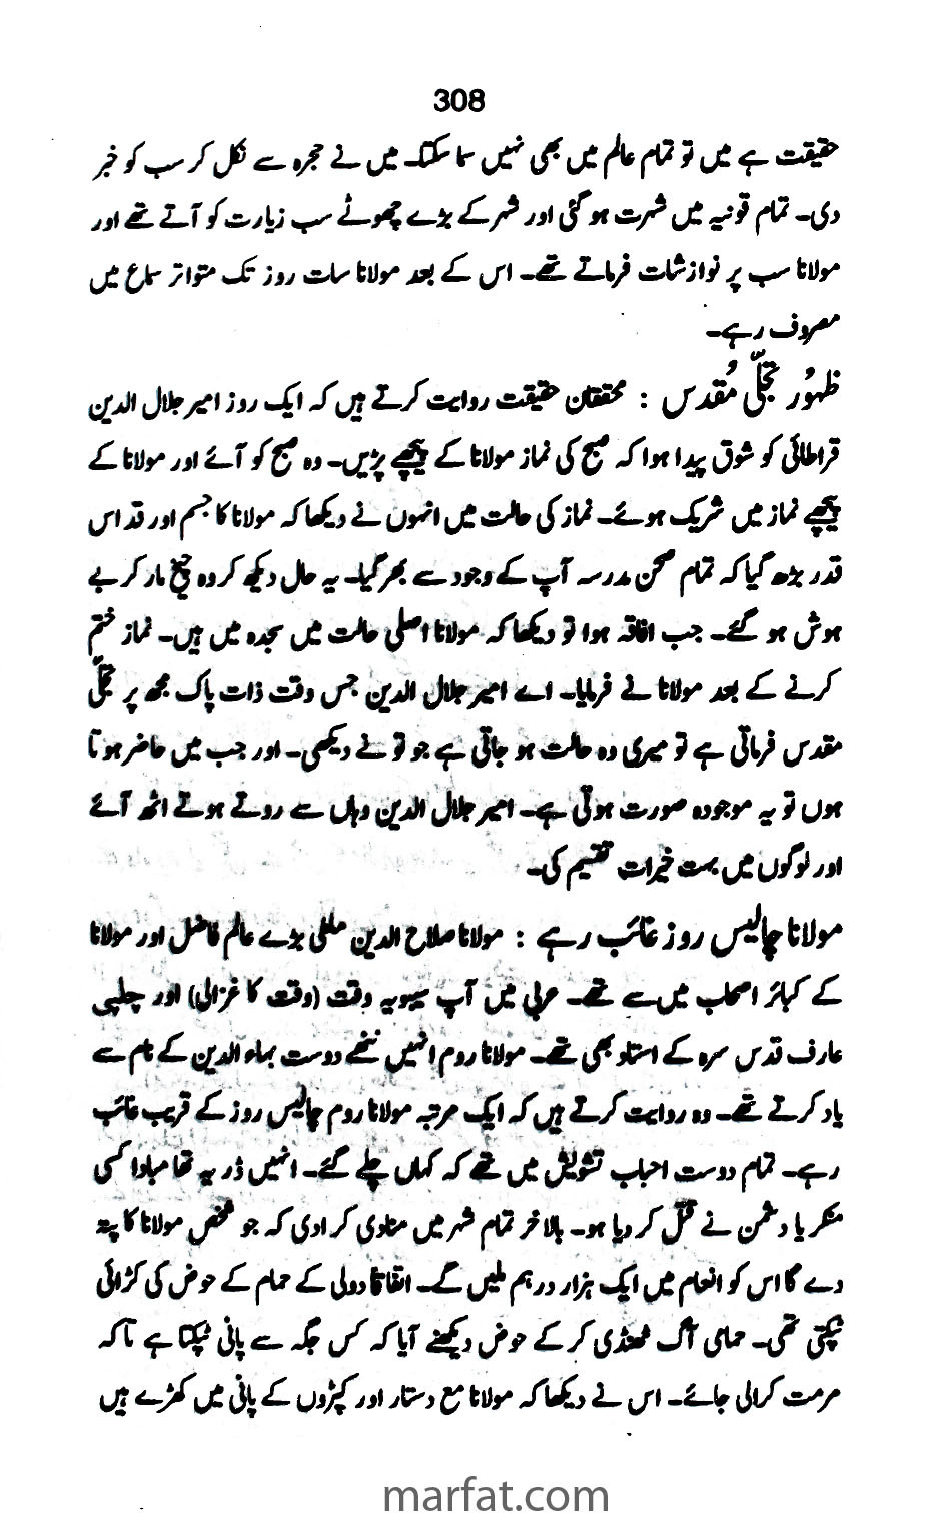 308
حقیقت ہے میں تو تمام عالم میں بھی نہیں سما سکتا۔ میں نے حجرہ سے نکل کر سب کو خبر
دی۔ تمام قونیہ میں شہرت ہو گئی اور شہر کے بڑے چھوٹے سب زیارت کو آتے تھے اور
مولانا سب پر نوازشات فرماتے تھے۔ اس کے بعد مولانا سات روز تک متواتر سماع میں
مصروف رہے۔
ظہُورِ تجلّیِ مُقدس : محققان حقیقت روایت کرتے ہیں کہ ایک روز امیر جلال الدین
قراطائی کو شوق پیدا ہوا کہ صبح کی نماز مولانا کے پیچھے پڑیں۔ وہ صبح کو آئے اور مولانا کے
پیچھے نماز میں شریک ہوئے۔ نماز کی حالت میں انہوں نے دیکھا کہ مولانا کا جسم اور قد اس
قدر بڑھ گیا کہ تمام صحن مدرسہ آپ کے وجود سے بھر گیا۔ یہ حال دیکھ کر وہ چیخ مار کر بے
ہوش ہو گئے۔ جب افاقہ ہوا تو دیکھا کہ مولانا اصلی حالت میں سجدہ میں ہیں۔ نماز ختم
کرنے کے بعد مولانا نے فرمایا۔ اے امیر جلال الدین جس وقت ذات پاک مجھ پر تجلّی
مقدس فرماتی ہے تو میری وہ حالت ہو جاتی ہے جو تو نے دیکھی۔ اور جب میں حاضر ہوتا
ہوں تو یہ موجودہ صورت ہوتی ہے۔ امیر جلال الدین وہاں سے روتے ہوئے اٹھ آئے
اور لوگوں میں بہت خیرات تقسیم کی۔
مولانا چالیس روز غائب رہے : مولانا صلاح الدین ملطی بڑے عالم فاضل اور مولانا
کے کبائر اصحاب میں سے تھے۔ عربی میں آپ سیبویہ وقت (وقت کا غزالی) اور چلپی
عارف قدس سرہ کے استاد بھی تھے۔ مولانا روم انہیں ننھے دوست بہاء الدین کے نام سے
یاد کرتے تھے۔ وہ روایت کرتے ہیں کہ ایک مرتبہ مولانا روم چالیس روز کے قریب غائب
رہے۔ تمام دوست احباب تشویش میں تھے کہ کہاں چلے گئے۔ انہیں ڈر یہ تھا مبادا کسی
منکر یا دشمن نے قتل کر دیا ہو۔ بالاخر تمام شہر میں منادی کرا دی کہ جو شخص مولانا کا پتہ
دے گا اس کو انعام میں ایک ہزار درہم ملیں گے۔ اتفاقاً دولی کے حمام کے حوض کی کڑائی
ٹپکتی تھی۔ حمامی آگ ٹھنڈی کر کے حوض دیکھنے آیا کہ کس جگہ سے پانی ٹپکتا ہے تاکہ
مرمت کرالی جائے۔ اس نے دیکھا کہ مولانا مع دستار اور کپڑوں کے پانی میں کھڑے ہیں
marfat.com